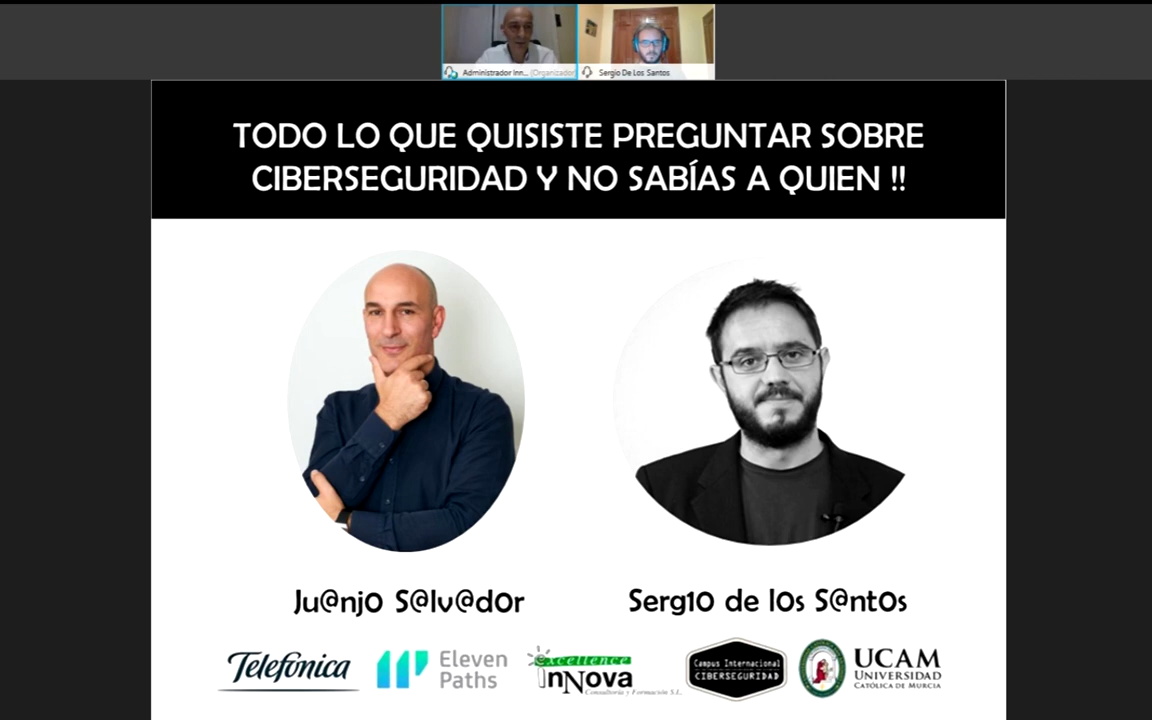 Administrador Inn... (Organizador
Sergio De Los Santos
TODO LO QUE QUISISTE PREGUNTAR SOBRE
CIBERSEGURIDAD Y NO SABÍAS A QUIEN !!
Ju@nj0 S@lv@d0r
Serg10 de l0s S@nt0s
Telefónica
Eleven
Paths
excellence
inNova
Consultoría y Formación S.L.
Campus Internacional
CIBERSEGURIDAD
UCAM
UNIVERSIDAD
CATÓLICA DE MURCIA